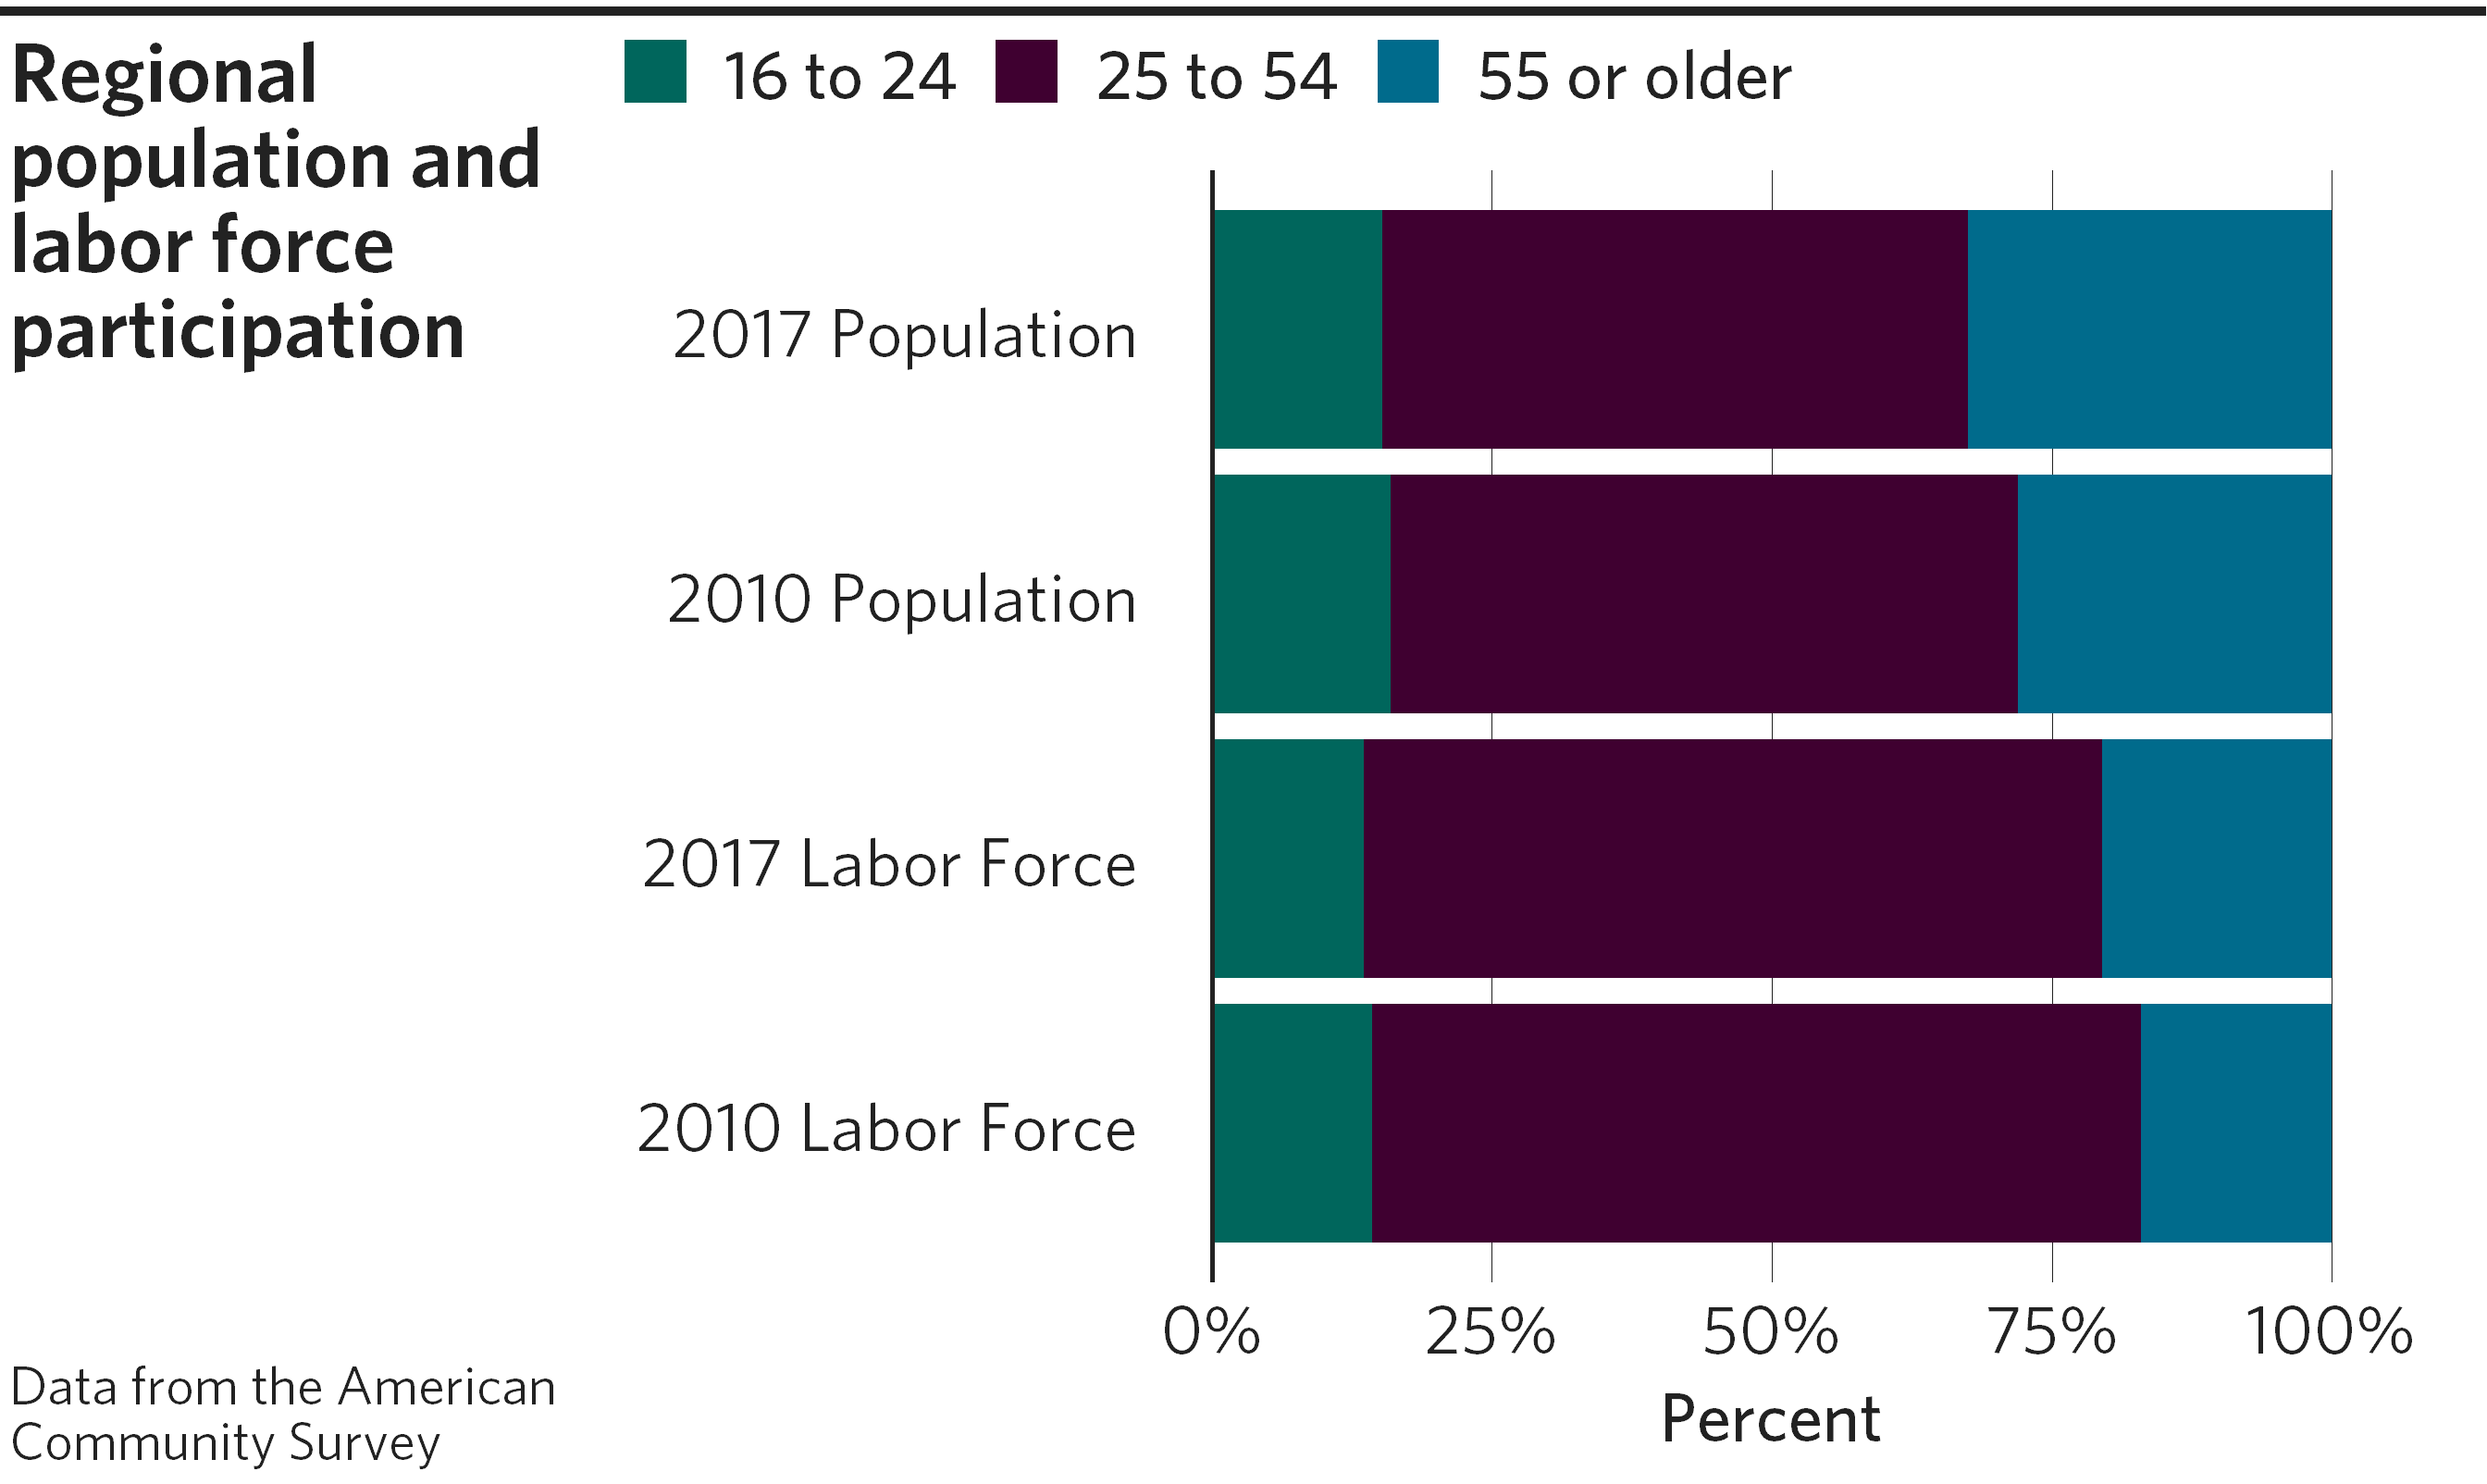 Regional
population and
labor force
participation
16 to 24 25 to 54 55 or older
2017 Population
2010 Population
2017 Labor Force
2010 Labor Force
0% 25% 50% 75% 100%
Percent
Data from the American
Community Survey